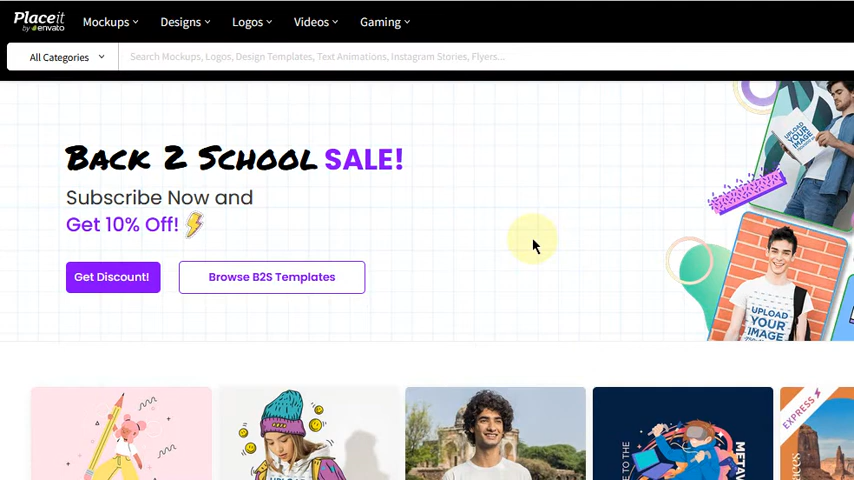 Placeit
by envato
Mockups
Designs
Logos
Videos
Gaming
All Categories
Search Mockups, Logos, Design Templates, Text Animations, Instagram Stories, Flyers...
Back 2 School SALE!
Subscribe Now and
Get 10% Off!
Get Discount!
Browse B2S Templates
UPLOAD
YOUR
IMAGE
UPLOAD
YOUR
IMAGE
EXPRESS